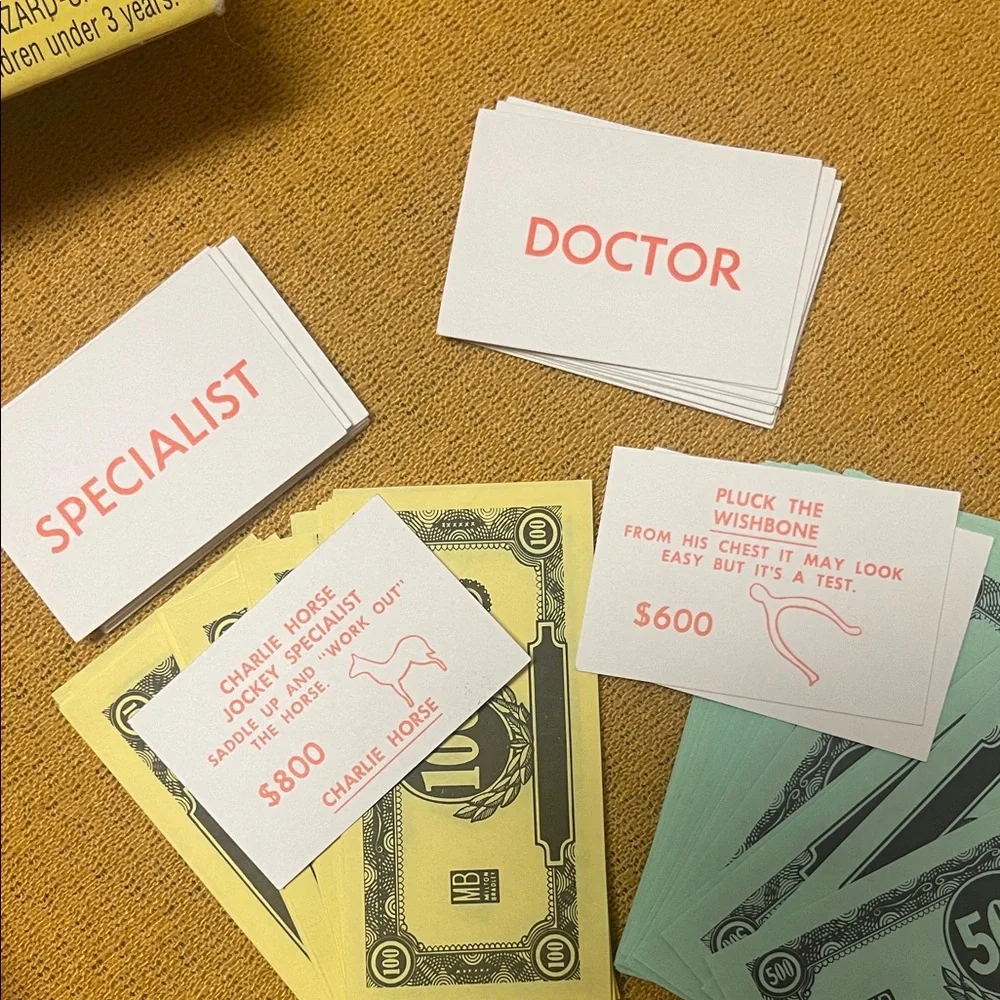 dren under 3 years.
DOCTOR
SPECIALIST
PLUCK THE
WISHBONE
FROM HIS CHEST IT MAY LOOK
EASY BUT IT'S A TEST.
$600
CHARLIE HORSE
JOCKEY SPECIALIST
SADDLE UP AND "WORK OUT"
THE HORSE.
$800
CHARLIE HORSE
100
100
MB
MILTON
BRADLEY
100
100
500